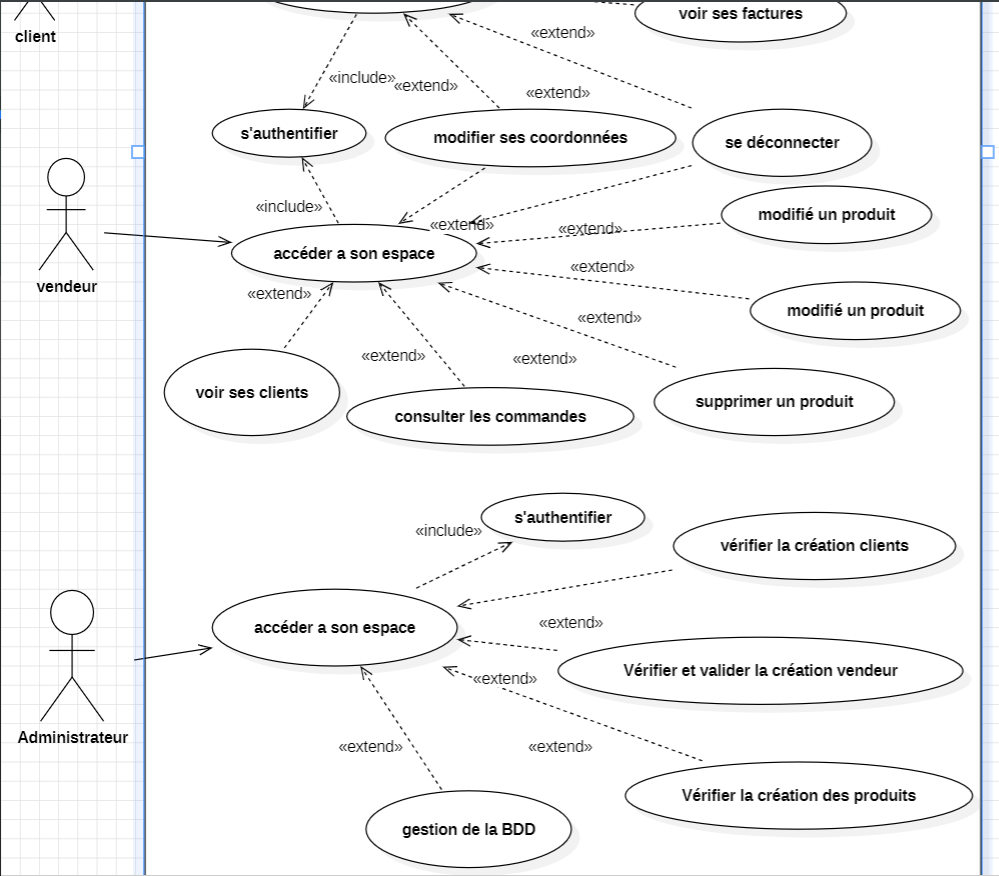 voir ses factures
client
«extend»
«include»
«extend»
«extend»
s'authentifier
modifier ses coordonnées
se déconnecter
«include»
modifié un produit
«extend»
«extend»
accéder a son espace
«extend»
vendeur
«extend»
modifié un produit
«extend»
«extend»
«extend»
voir ses clients
supprimer un produit
consulter les commandes
s'authentifier
«include»
vérifier la création clients
accéder a son espace
«extend»
Vérifier et valider la création vendeur
«extend»
Administrateur
«extend»
«extend»
Vérifier la création des produits
gestion de la BDD